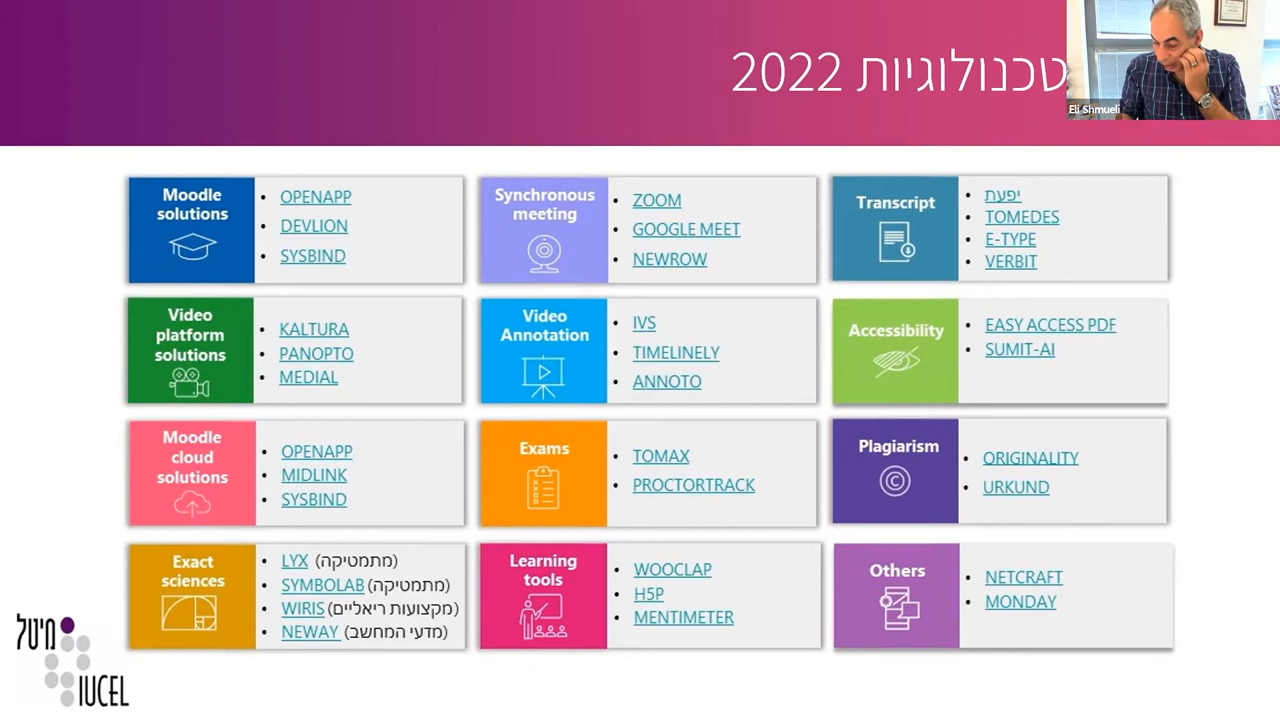 טכנולוגיות 2022
Eli Shmueli
Moodle
solutions
OPENAPP
DEVLION
SYSBIND
Synchronous
meeting
ZOOM
GOOGLE MEET
NEWROW
Transcript
יפעת
TOMEDES
E-TYPE
VERBIT
Video
platform
solutions
KALTURA
PANOPTO
MEDIAL
Video
Annotation
IVS
TIMELINELY
ANNOTO
Accessibility
EASY ACCESS PDF
SUMIT-AI
Moodle
cloud
solutions
OPENAPP
MIDLINK
SYSBIND
Exams
TOMAX
PROCTORTRACK
Plagiarism
ORIGINALITY
URKUND
Exact
sciences
LYX (מתמטיקה)
SYMBOLAB (מתמטיקה)
WIRIS (מקצועות ריאליים)
NEWAY (מדעי המחשב)
Learning
tools
WOOCLAP
H5P
MENTIMETER
Others
NETCRAFT
MONDAY
מיטל
IUCEL